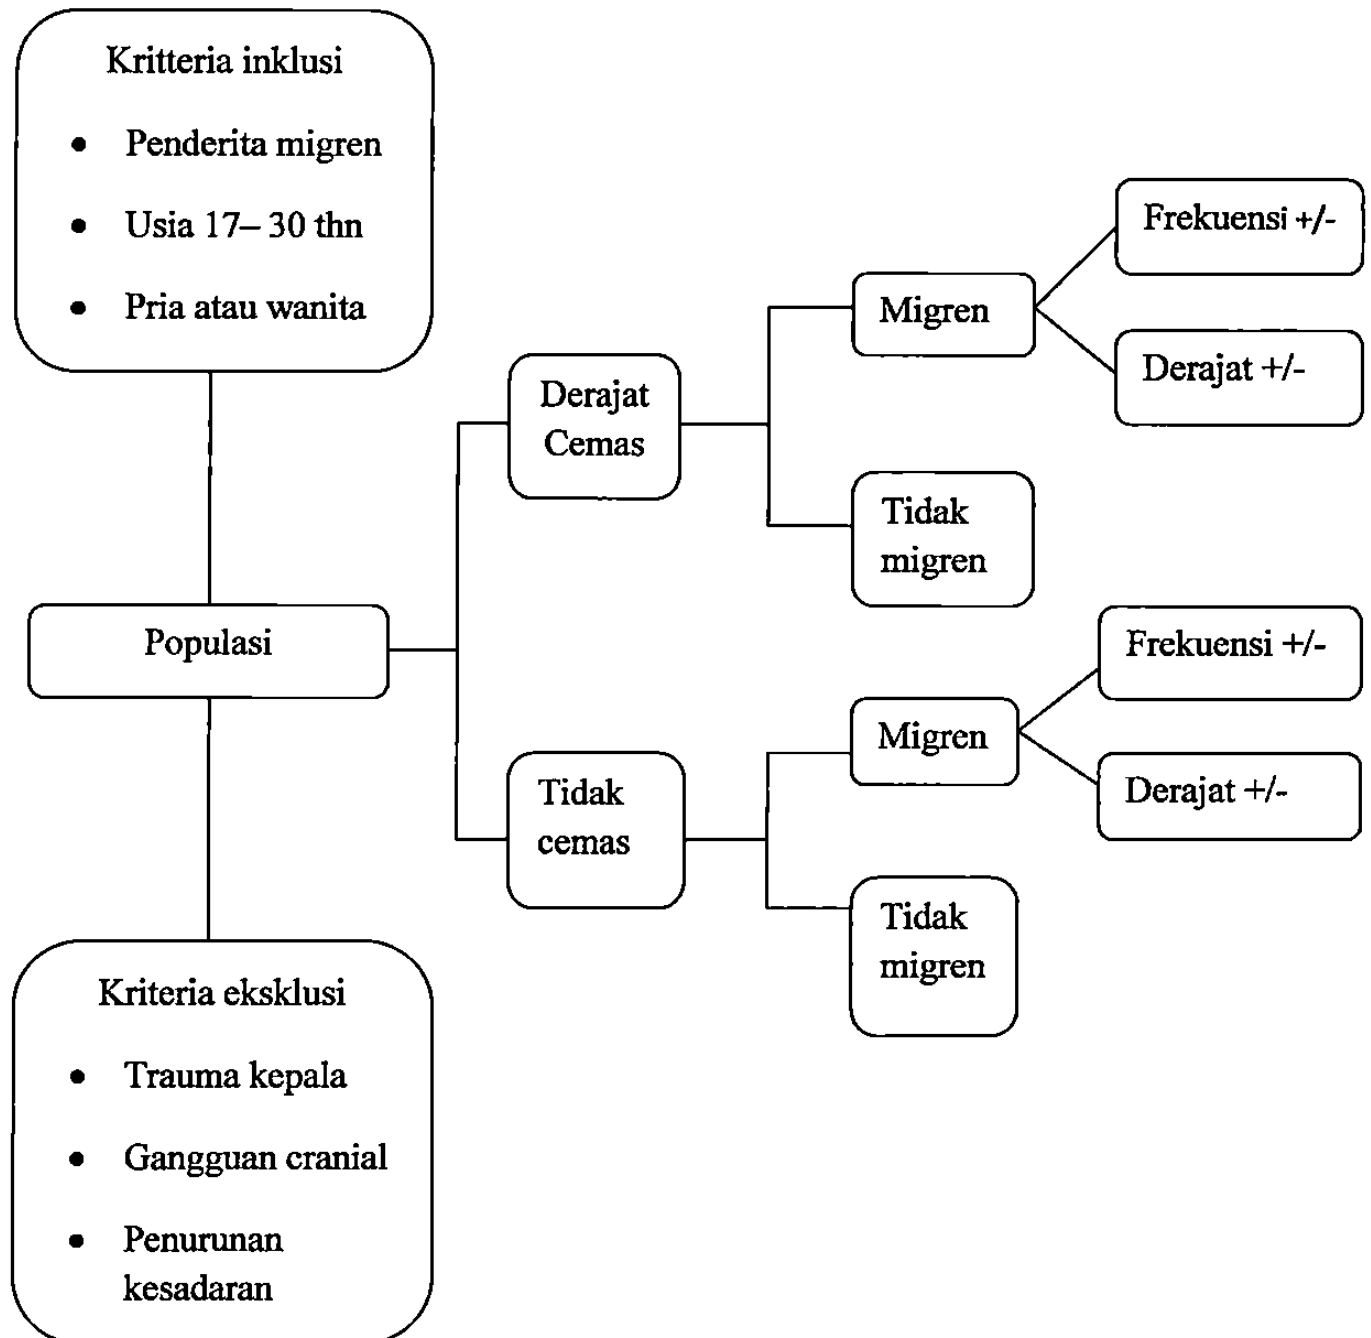 Kritteria inklusi
• Penderita migren
• Usia 17– 30 thn
• Pria atau wanita
Populasi
Kriteria eksklusi
• Trauma kepala
• Gangguan cranial
• Penurunan
kesadaran
Derajat
Cemas
Tidak
cemas
Migren
Tidak
migren
Migren
Tidak
migren
Frekuensi +/-
Derajat +/-
Frekuensi +/-
Derajat +/-